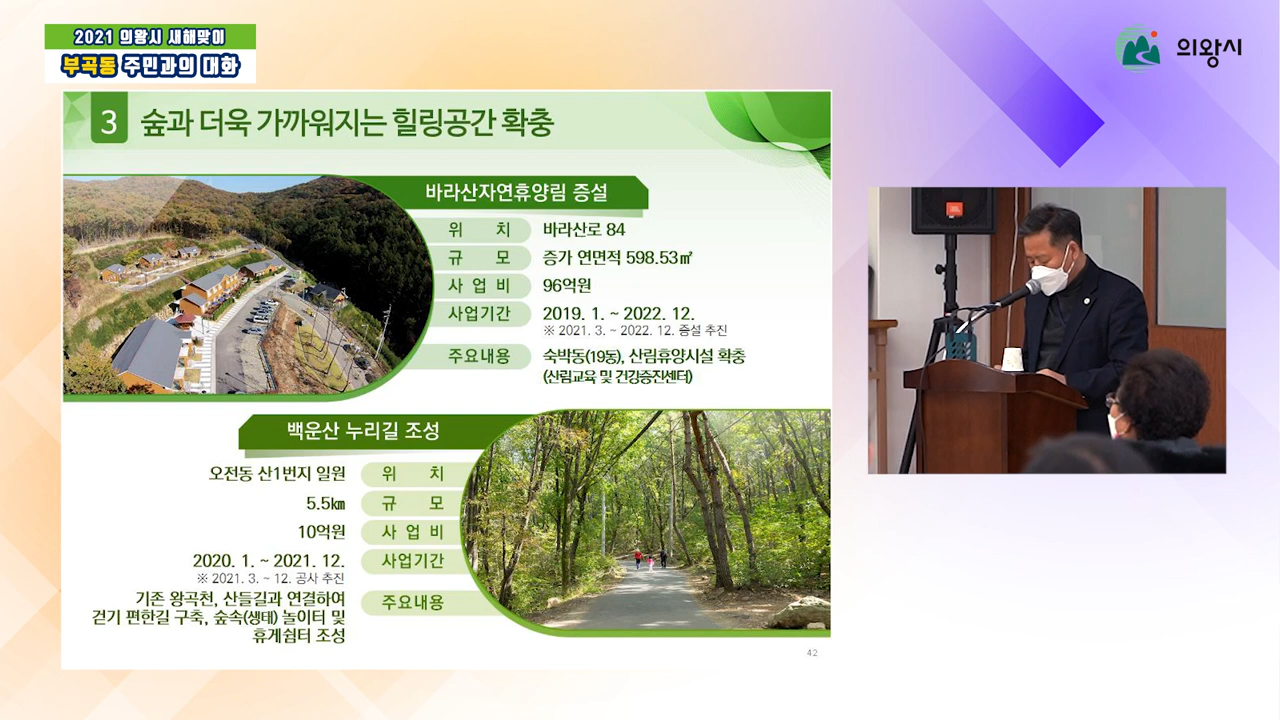 2021 의왕시 새해맞이
부곡동 주민과의 대화
의왕시
3 숲과 더욱 가까워지는 힐링공간 확충
바라산자연휴양림 증설
위 치 바라산로 84
규 모 증가 연면적 598.53㎡
사 업 비 96억원
사업기간 2019. 1. ~ 2022. 12.
※ 2021. 3. ~ 2022. 12. 증설 추진
주요내용 숙박동(19동), 산림휴양시설 확충
(산림교육 및 건강증진센터)
백운산 누리길 조성
오전동 산1번지 일원 위 치
5.5㎞ 규 모
10억원 사 업 비
2020. 1. ~ 2021. 12. 사업기간
※ 2021. 3. ~ 12. 공사 추진
기존 왕곡천, 산들길과 연결하여
걷기 편한길 구축, 숲속(생태) 놀이터 및 주요내용
휴게쉼터 조성
42